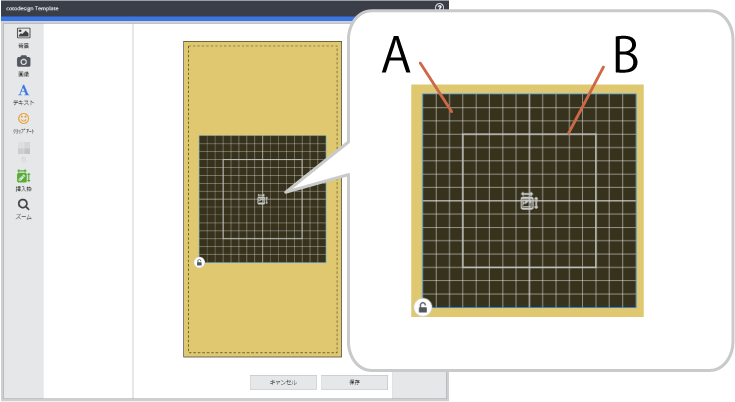 cocodesign Template
?
背景
画像
A
テキスト
クリップアート
挿入枠
ズーム
A
B
キャンセル
保存